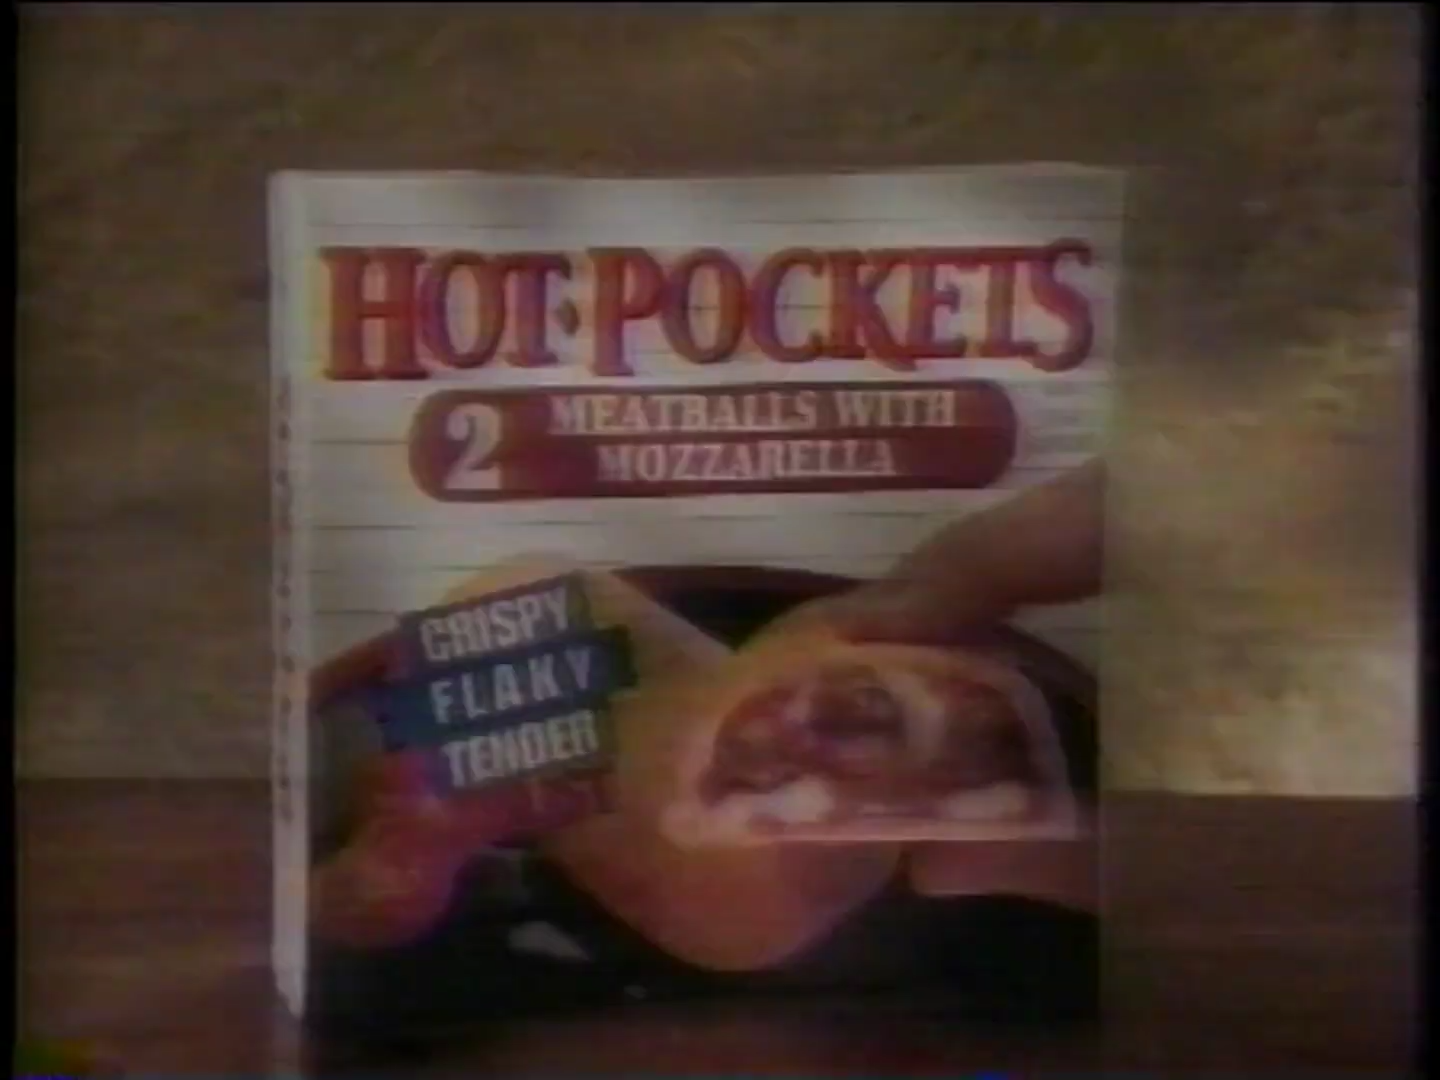 HOT·POCKETS
2 MEATBALLS WITH
MOZZARELLA
CRISPY
FLAKY
TENDER